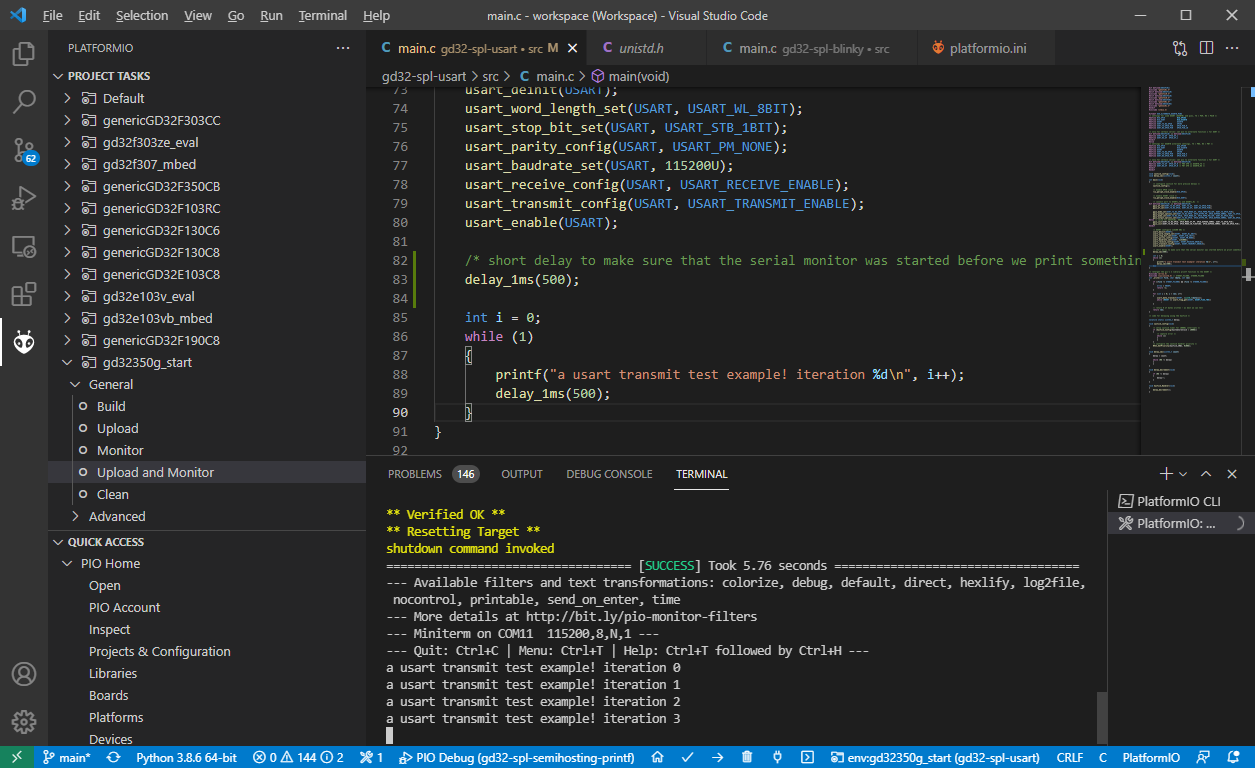 File Edit Selection View Go Run Terminal Help main.c - workspace (Workspace) - Visual Studio Code
PLATFORMIO
62
PROJECT TASKS
Default
genericGD32F303CC
gd32f303ze_eval
gd32f307_mbed
genericGD32F350CB
genericGD32F103RC
genericGD32F130C6
genericGD32F130C8
genericGD32E103C8
gd32e103v_eval
gd32e103vb_mbed
genericGD32F190C8
gd32350g_start
General
Build
Upload
Monitor
Upload and Monitor
Clean
Advanced
QUICK ACCESS
PIO Home
Open
PIO Account
Inspect
Projects & Configuration
Libraries
Boards
Platforms
Devices
C main.c gd32-spl-usart • src M C unistd.h C main.c gd32-spl-blinky • src platformio.ini
gd32-spl-usart > src > C main.c > main(void)
73 usart_deinit(USART);
74 usart_word_length_set(USART, USART_WL_8BIT);
75 usart_stop_bit_set(USART, USART_STB_1BIT);
76 usart_parity_config(USART, USART_PM_NONE);
77 usart_baudrate_set(USART, 115200U);
78 usart_receive_config(USART, USART_RECEIVE_ENABLE);
79 usart_transmit_config(USART, USART_TRANSMIT_ENABLE);
80 usart_enable(USART);
81
82 /* short delay to make sure that the serial monitor was started before we print somethin
83 delay_1ms(500);
84
85 int i = 0;
86 while (1)
87 {
88 printf("a usart transmit test example! iteration %d\n", i++);
89 delay_1ms(500);
90 }
91 }
92
PROBLEMS 146 OUTPUT DEBUG CONSOLE TERMINAL
PlatformIO CLI
PlatformIO: ...
** Verified OK **
** Resetting Target **
shutdown command invoked
=================================== [SUCCESS] Took 5.76 seconds ===================================
--- Available filters and text transformations: colorize, debug, default, direct, hexlify, log2file,
nocontrol, printable, send_on_enter, time
--- More details at http://bit.ly/pio-monitor-filters
--- Miniterm on COM11  115200,8,N,1 ---
--- Quit: Ctrl+C | Menu: Ctrl+T | Help: Ctrl+T followed by Ctrl+H ---
a usart transmit test example! iteration 0
a usart transmit test example! iteration 1
a usart transmit test example! iteration 2
a usart transmit test example! iteration 3
main* Python 3.8.6 64-bit 0 144 2 1 PIO Debug (gd32-spl-semihosting-printf) env:gd32350g_start (gd32-spl-usart) CRLF C PlatformIO